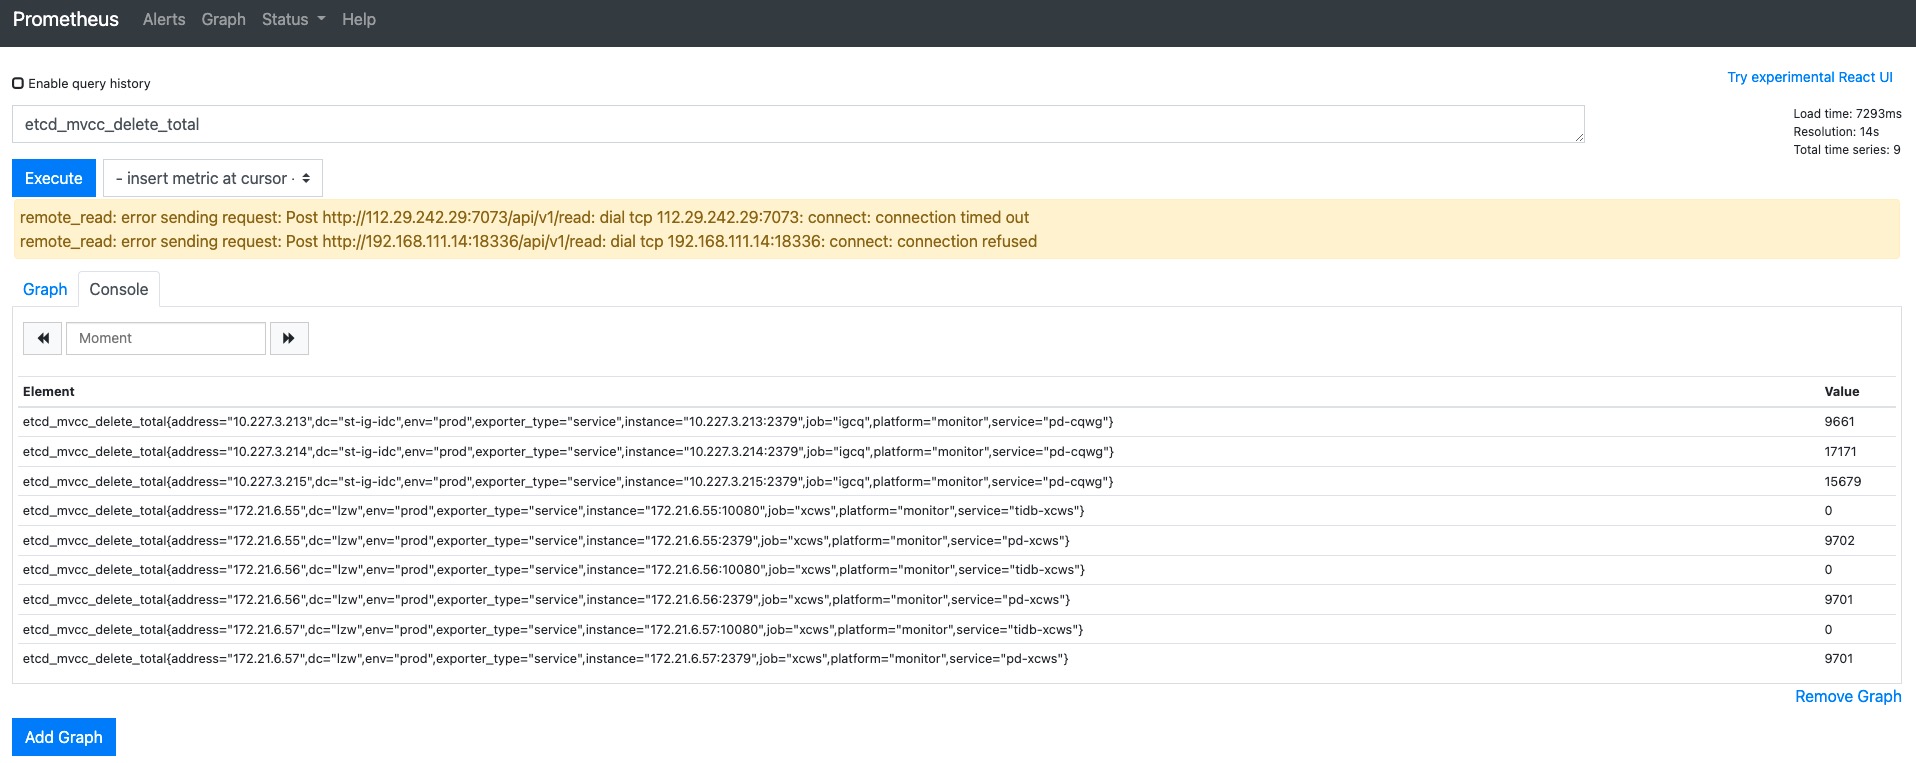 Prometheus Alerts Graph Status Help
Enable query history
Try experimental React UI
etcd_mvcc_delete_total
Load time: 7293ms
Resolution: 14s
Total time series: 9
Execute
- insert metric at cursor -
remote_read: error sending request: Post http://112.29.242.29:7073/api/v1/read: dial tcp 112.29.242.29:7073: connect: connection timed out
remote_read: error sending request: Post http://192.168.111.14:18336/api/v1/read: dial tcp 192.168.111.14:18336: connect: connection refused
Graph Console
Moment
Element Value
etcd_mvcc_delete_total{address="10.227.3.213",dc="st-ig-idc",env="prod",exporter_type="service",instance="10.227.3.213:2379",job="igcq",platform="monitor",service="pd-cqwg"} 9661
etcd_mvcc_delete_total{address="10.227.3.214",dc="st-ig-idc",env="prod",exporter_type="service",instance="10.227.3.214:2379",job="igcq",platform="monitor",service="pd-cqwg"} 17171
etcd_mvcc_delete_total{address="10.227.3.215",dc="st-ig-idc",env="prod",exporter_type="service",instance="10.227.3.215:2379",job="igcq",platform="monitor",service="pd-cqwg"} 15679
etcd_mvcc_delete_total{address="172.21.6.55",dc="lzw",env="prod",exporter_type="service",instance="172.21.6.55:10080",job="xcws",platform="monitor",service="tidb-xcws"} 0
etcd_mvcc_delete_total{address="172.21.6.55",dc="lzw",env="prod",exporter_type="service",instance="172.21.6.55:2379",job="xcws",platform="monitor",service="pd-xcws"} 9702
etcd_mvcc_delete_total{address="172.21.6.56",dc="lzw",env="prod",exporter_type="service",instance="172.21.6.56:10080",job="xcws",platform="monitor",service="tidb-xcws"} 0
etcd_mvcc_delete_total{address="172.21.6.56",dc="lzw",env="prod",exporter_type="service",instance="172.21.6.56:2379",job="xcws",platform="monitor",service="pd-xcws"} 9701
etcd_mvcc_delete_total{address="172.21.6.57",dc="lzw",env="prod",exporter_type="service",instance="172.21.6.57:10080",job="xcws",platform="monitor",service="tidb-xcws"} 0
etcd_mvcc_delete_total{address="172.21.6.57",dc="lzw",env="prod",exporter_type="service",instance="172.21.6.57:2379",job="xcws",platform="monitor",service="pd-xcws"} 9701
Remove Graph
Add Graph